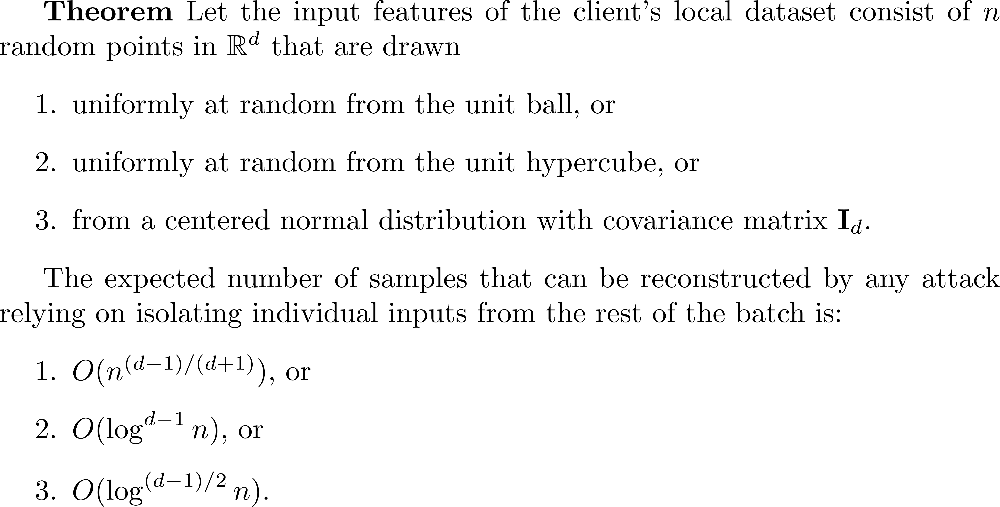 Theorem Let the input features of the client's local dataset consist of n
random points in ℝ^d that are drawn
1. uniformly at random from the unit ball, or
2. uniformly at random from the unit hypercube, or
3. from a centered normal distribution with covariance matrix I_d.
The expected number of samples that can be reconstructed by any attack
relying on isolating individual inputs from the rest of the batch is:
1. O(n^{(d−1)/(d+1)}), or
2. O(log^{d−1} n), or
3. O(log^{(d−1)/2} n).